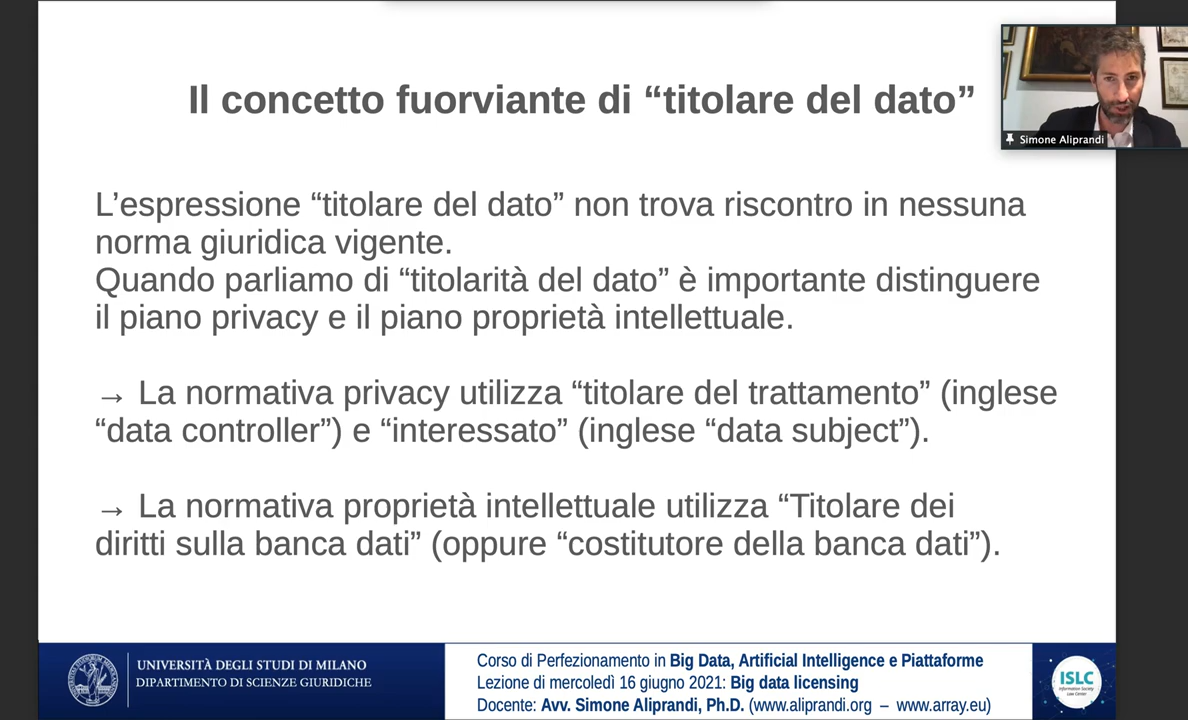 Il concetto fuorviante di “titolare del dato”
Simone Aliprandi
L’espressione “titolare del dato” non trova riscontro in nessuna
norma giuridica vigente.
Quando parliamo di “titolarità del dato” è importante distinguere
il piano privacy e il piano proprietà intellettuale.
→ La normativa privacy utilizza “titolare del trattamento” (inglese
“data controller”) e “interessato” (inglese “data subject”).
→ La normativa proprietà intellettuale utilizza “Titolare dei
diritti sulla banca dati” (oppure “costitutore della banca dati”).
UNIVERSITÀ DEGLI STUDI DI MILANO
DIPARTIMENTO DI SCIENZE GIURIDICHE
Corso di Perfezionamento in Big Data, Artificial Intelligence e Piattaforme
Lezione di mercoledì 16 giugno 2021: Big data licensing
Docente: Avv. Simone Aliprandi, Ph.D. (www.aliprandi.org – www.array.eu)
ISLC
Information Society
Law Center